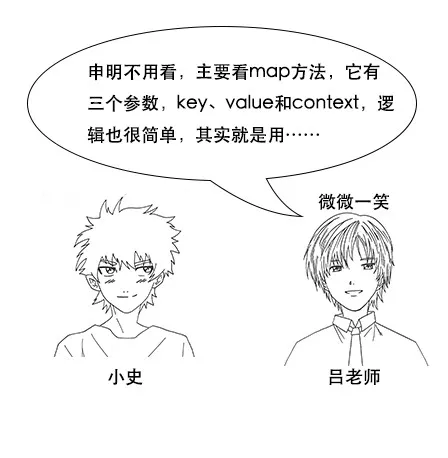 申明不用看，主要看map方法，它有
三个参数，key、value和context，逻
辑也很简单，其实就是用……
微微一笑
小史
吕老师